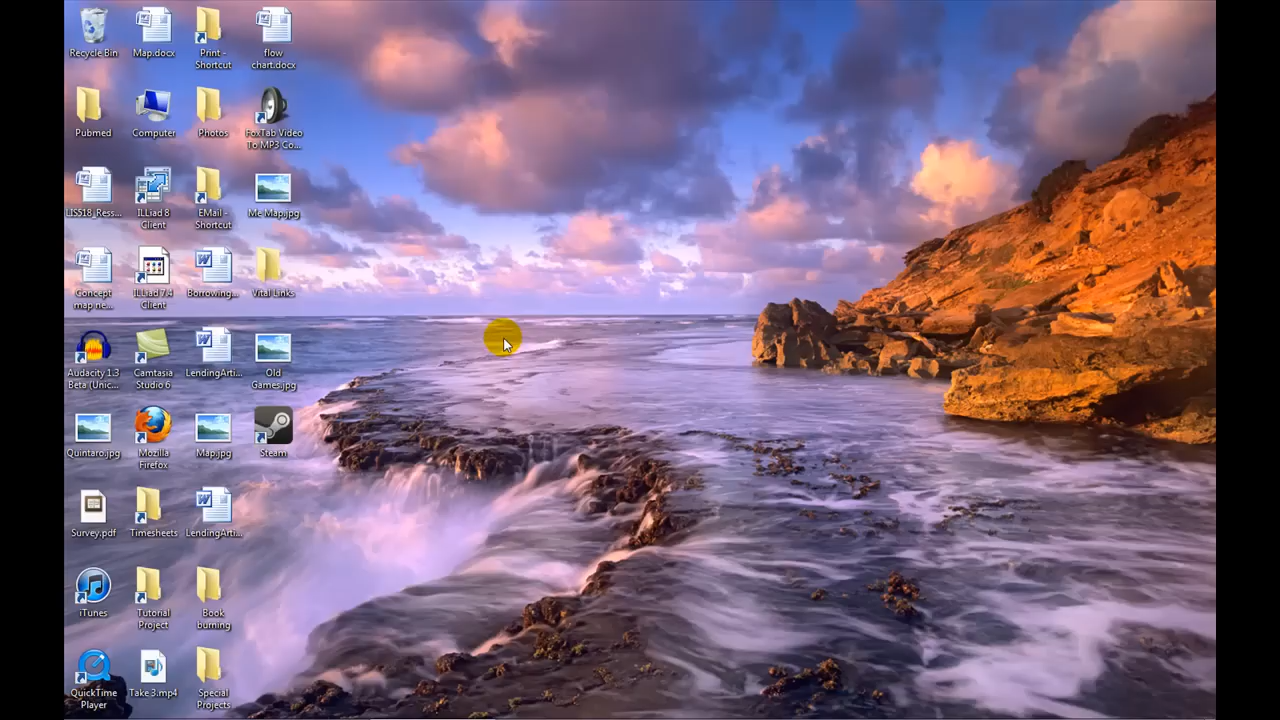 Recycle Bin
Map.docx
Print -
Shortcut
flow
chart.docx
Pubmed
Computer
Photos
FoxTab Video
To MP3 Co...
LIS518_Ress...
ILLiad 8
Client
EMail -
Shortcut
Me Map.jpg
Concept
map ne...
ILLiad 7.4
Client
Borrowing...
Vital Links
Audacity 1.3
Beta (Unic...
Camtasia
Studio 6
LendingArti...
Old
Games.jpg
Quintaro.jpg
Mozilla
Firefox
Map.jpg
Steam
Survey.pdf
Timesheets
LendingArti...
iTunes
Tutorial
Project
Book
burning
QuickTime
Player
Take 3.mp4
Special
Projects